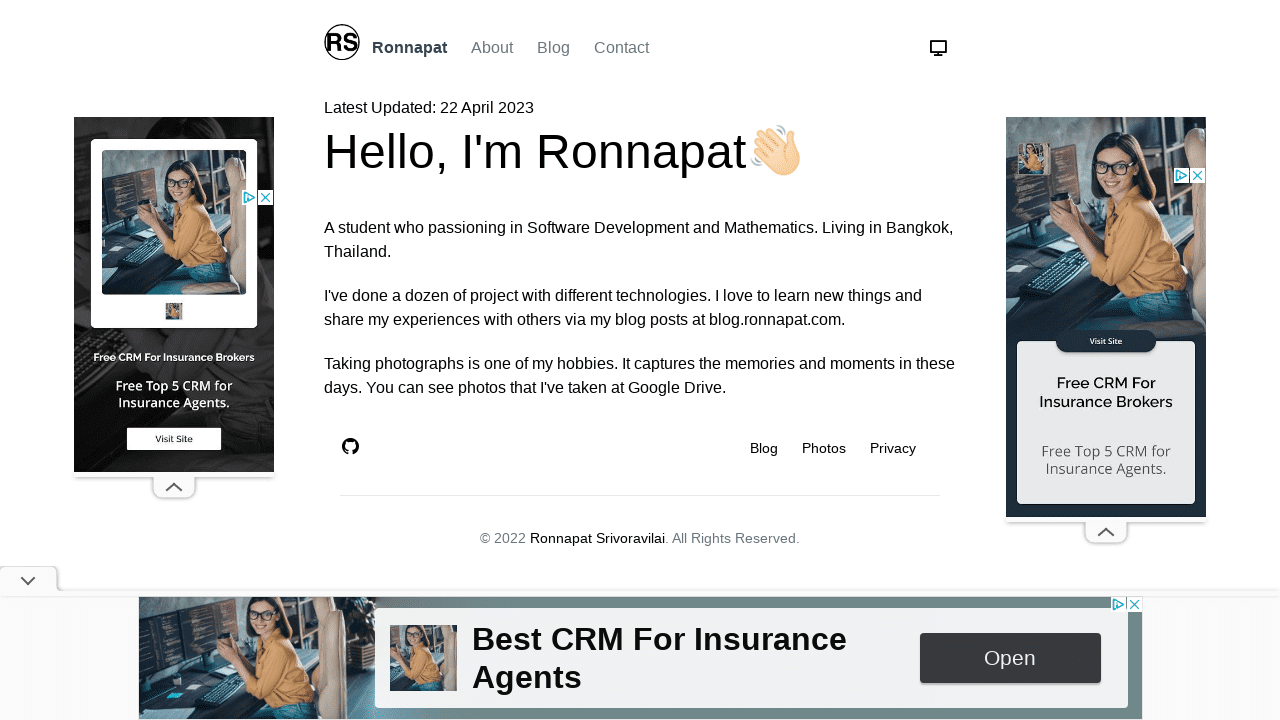 RS
Ronnapat
About
Blog
Contact
Latest Updated: 22 April 2023
Hello, I'm Ronnapat👋🏻
A student who passioning in Software Development and Mathematics. Living in Bangkok,
Thailand.
I've done a dozen of project with different technologies. I love to learn new things and
share my experiences with others via my blog posts at blog.ronnapat.com.
Taking photographs is one of my hobbies. It captures the memories and moments in these
days. You can see photos that I've taken at Google Drive.
Blog
Photos
Privacy
© 2022 Ronnapat Srivoravilai. All Rights Reserved.
Free CRM For Insurance Brokers
Free Top 5 CRM for
Insurance Agents.
Visit Site
Visit Site
Free CRM For
Insurance Brokers
Free Top 5 CRM for
Insurance Agents.
Best CRM For Insurance
Agents
Open